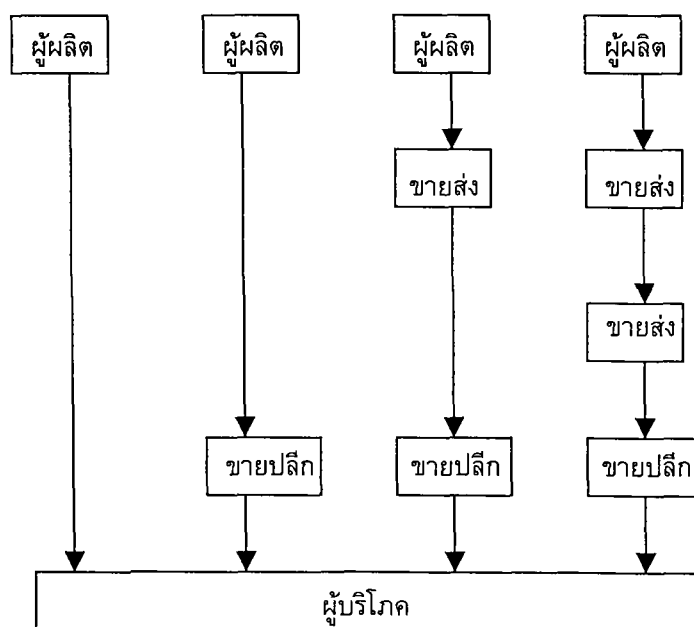 ผู้ผลิต ผู้ผลิต ผู้ผลิต ผู้ผลิต
ขายส่ง ขายส่ง
ขายส่ง
ขายปลีก ขายปลีก ขายปลีก
ผู้บริโภค